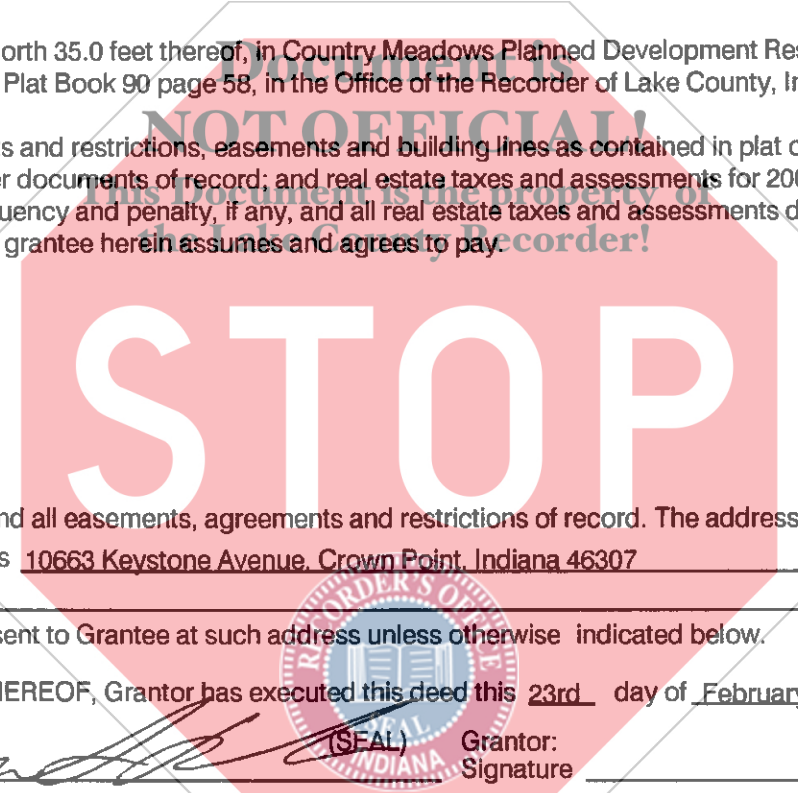 orth 35.0 feet thereof, in Country Meadows Planned Development Res
Document is
Plat Book 90 page 58, in the Office of the Recorder of Lake County, In
NOT OFFICIAL!
s and restrictions, easements and building lines as contained in plat o
er documents of record; and real estate taxes and assessments for 200
This Document is the property of
uency and penalty, if any, and all real estate taxes and assessments d
grantee herein assumes and agrees to pay.
the Lake County Recorder!
STOP
nd all easements, agreements and restrictions of record. The address
s 10663 Keystone Avenue, Crown Point, Indiana 46307
RECORDER'S OFFICE
sent to Grantee at such address unless otherwise indicated below.
HEREOF, Grantor has executed this deed this 23rd day of February
SEAL
(SEAL) Grantor:
INDIANA
Signature